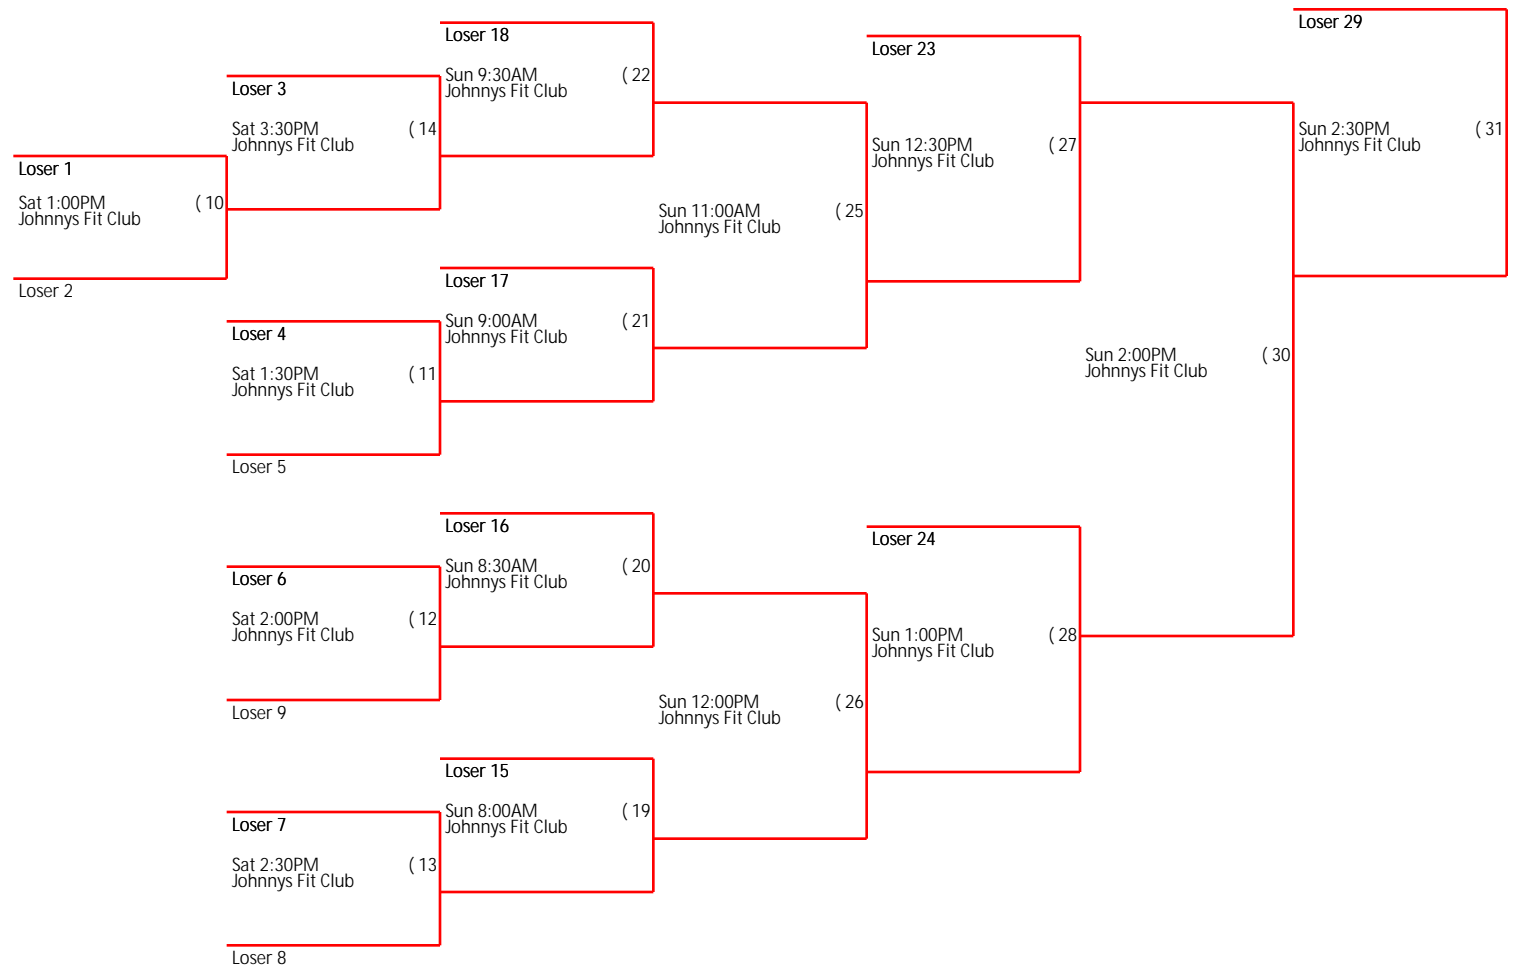 Loser 29
Loser 18
Loser 23
Sun 9:30AM
Johnnys Fit Club
( 22
Loser 3
Sat 3:30PM
Johnnys Fit Club
( 14
Sun 2:30PM
Johnnys Fit Club
( 31
Sun 12:30PM
Johnnys Fit Club
( 27
Loser 1
Sat 1:00PM
Johnnys Fit Club
( 10
Sun 11:00AM
Johnnys Fit Club
( 25
Loser 2
Loser 17
Sun 9:00AM
Johnnys Fit Club
( 21
Loser 4
Sat 1:30PM
Johnnys Fit Club
( 11
Sun 2:00PM
Johnnys Fit Club
( 30
Loser 5
Loser 16
Loser 24
Sun 8:30AM
Johnnys Fit Club
( 20
Loser 6
Sat 2:00PM
Johnnys Fit Club
( 12
Sun 1:00PM
Johnnys Fit Club
( 28
Sun 12:00PM
Johnnys Fit Club
( 26
Loser 9
Loser 15
Sun 8:00AM
Johnnys Fit Club
( 19
Loser 7
Sat 2:30PM
Johnnys Fit Club
( 13
Loser 8